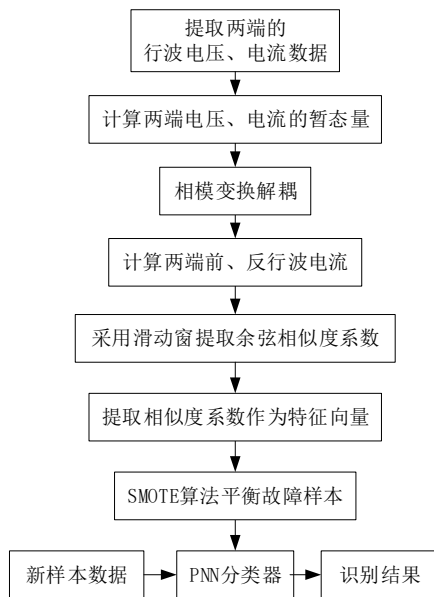 提取两端的
行波电压、电流数据
计算两端电压、电流的暂态量
相模变换解耦
计算两端前、反行波电流
采用滑动窗提取余弦相似度系数
提取相似度系数作为特征向量
SMOTE算法平衡故障样本
新样本数据
PNN分类器
识别结果